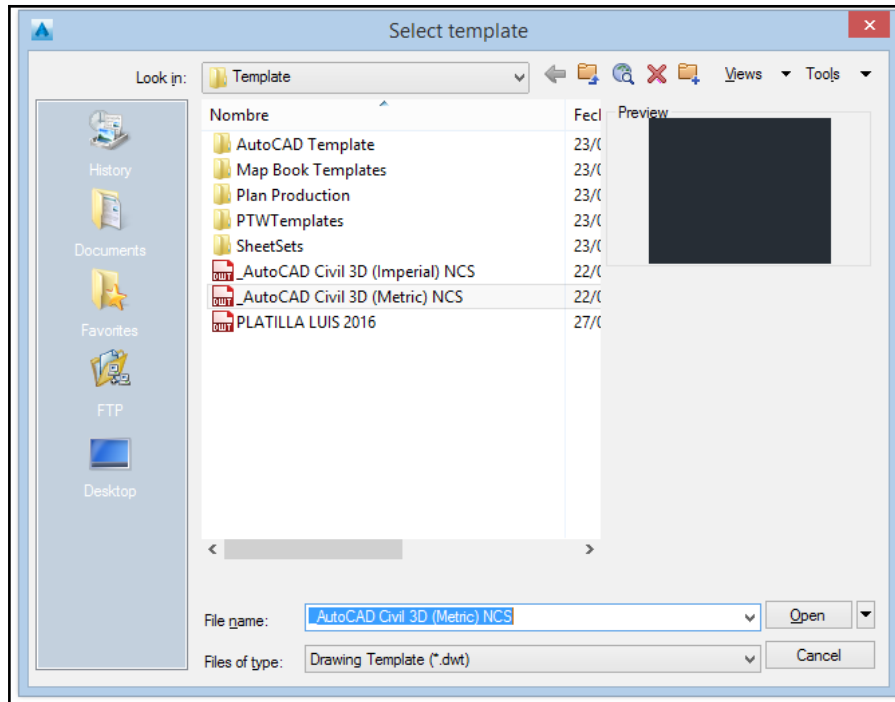 Select template
Look in: Template Views Tools
Nombre Fecl Preview
AutoCAD Template 23/0
Map Book Templates 23/0
Plan Production 23/0
PTWTemplates 23/0
SheetSets 23/0
_AutoCAD Civil 3D (Imperial) NCS 22/0
_AutoCAD Civil 3D (Metric) NCS 22/0
PLATILLA LUIS 2016 27/0
History
Documents
Favorites
FTP
Desktop
File name: _AutoCAD Civil 3D (Metric) NCS Open
Files of type: Drawing Template (*.dwt) Cancel